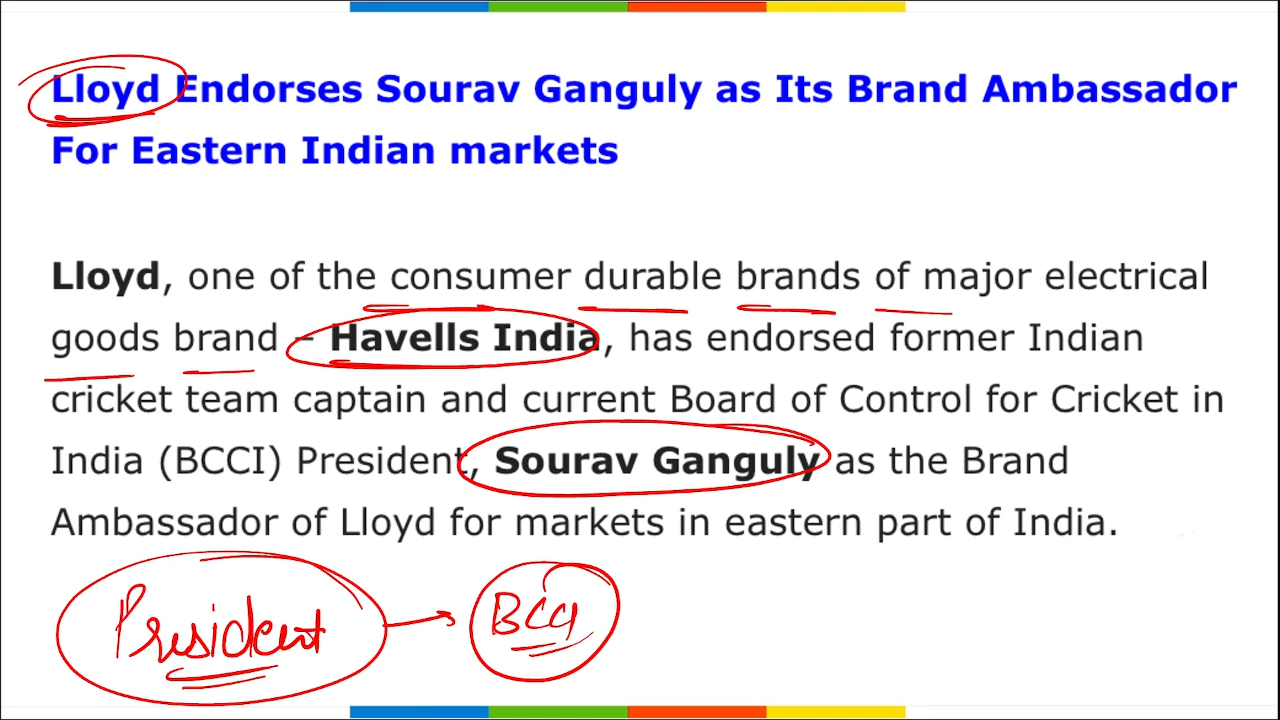 Lloyd Endorses Sourav Ganguly as Its Brand Ambassador
For Eastern Indian markets
Lloyd, one of the consumer durable brands of major electrical
goods brand – Havells India, has endorsed former Indian
cricket team captain and current Board of Control for Cricket in
India (BCCI) President, Sourav Ganguly as the Brand
Ambassador of Lloyd for markets in eastern part of India.
President → BCCI